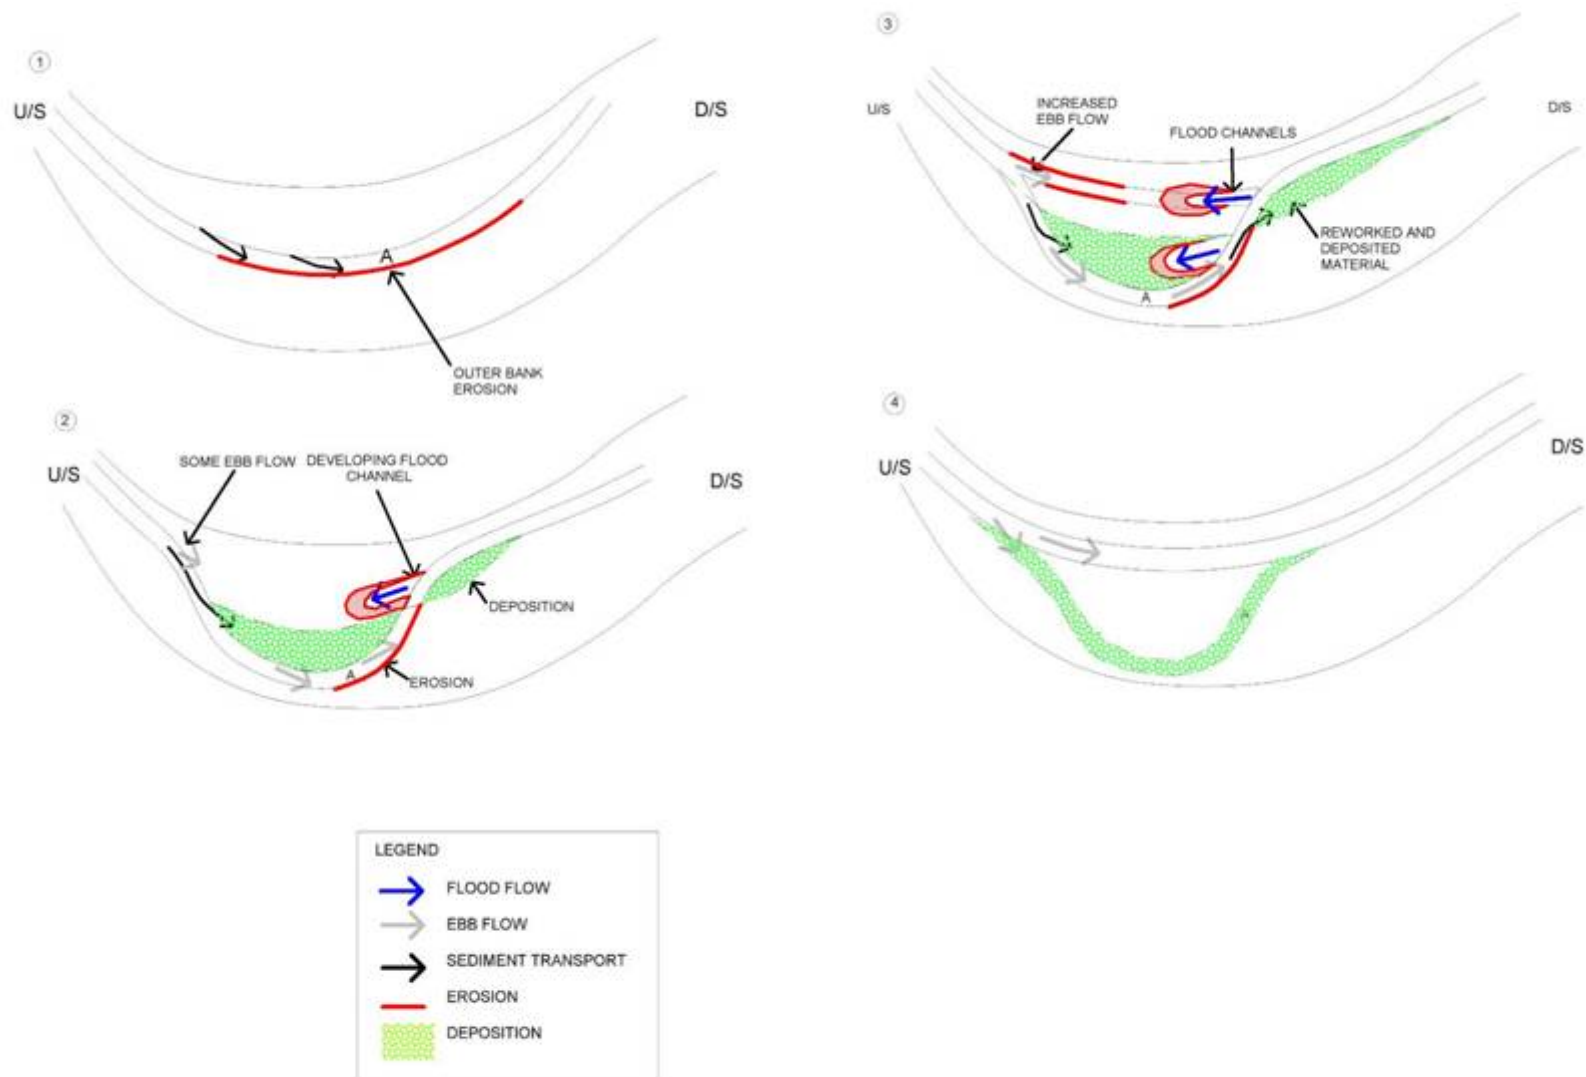 1
U/S
D/S
A
OUTER BANK
EROSION
2
U/S
SOME EBB FLOW
DEVELOPING FLOOD
CHANNEL
D/S
DEPOSITION
A
EROSION
3
U/S
INCREASED
EBB FLOW
FLOOD CHANNELS
D/S
REWORKED AND
DEPOSITED
MATERIAL
A
4
U/S
D/S
LEGEND
FLOOD FLOW
EBB FLOW
SEDIMENT TRANSPORT
EROSION
DEPOSITION